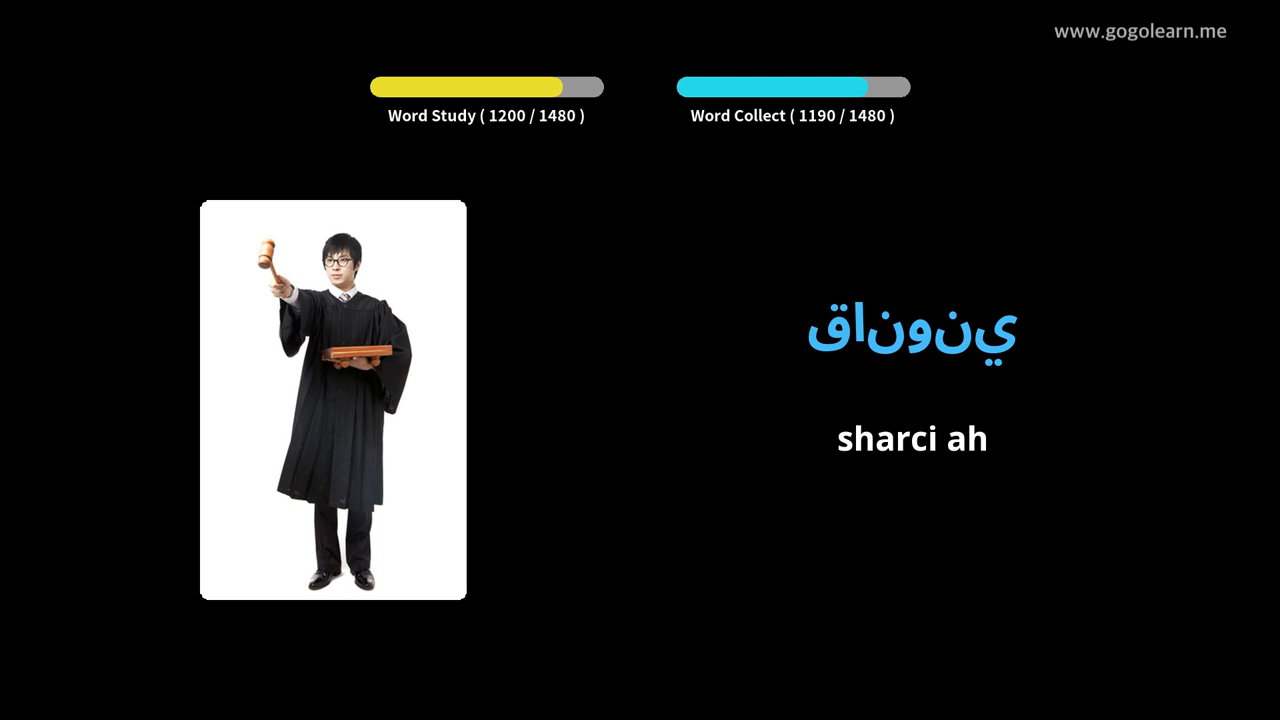 www.gogolearn.me
Word Study ( 1200 / 1480 )
Word Collect ( 1190 / 1480 )
قانوني
sharci ah